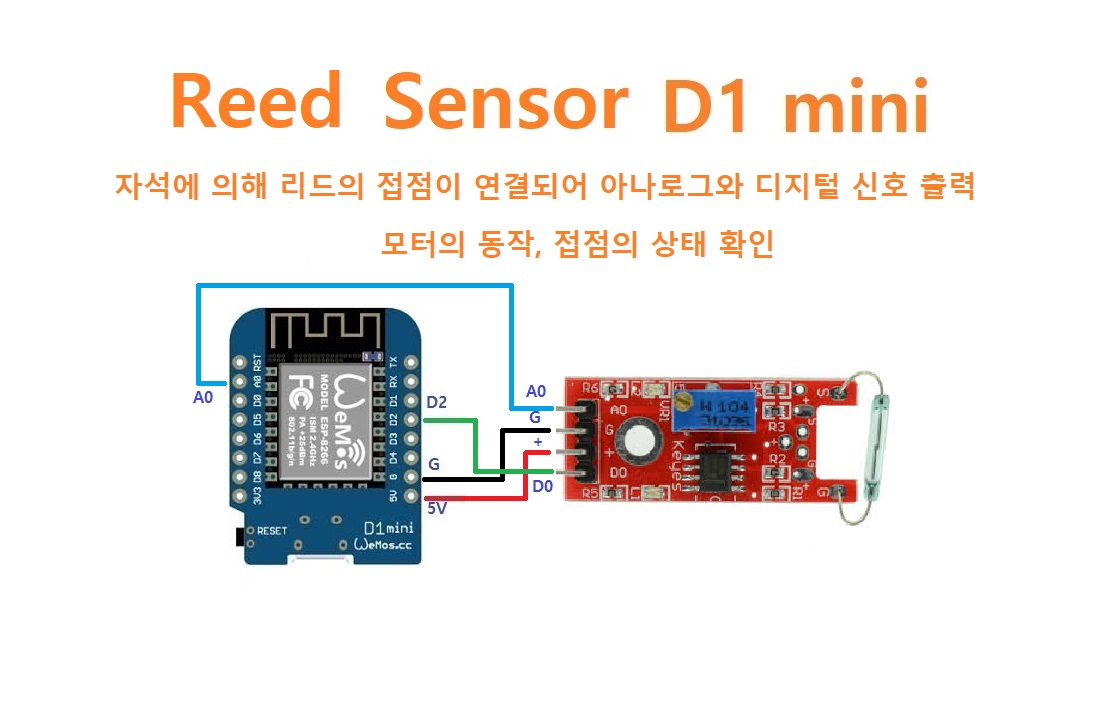 Reed Sensor D1 mini
자석에 의해 리드의 접점이 연결되어 아나로그와 디지털 신호 츨력
모터의 동작, 접점의 상태 확인
A0
D2
G
5V
A0
G
+
D0
RST
A0
D0
D5
D6
D7
D8
3V3
TX
RX
D1
D2
D3
D4
G
5V
WeMos
MODEL ESP-8266
ISM 2.4GHz
PA +25dBm
802.11b/g/n
FC
RESET
D1 mini
WeMos.cc
R6
AO
G
+
DO
R5
L1
VR1
W 104
Keyes
R3
R2
R1
S
+
G
S
G